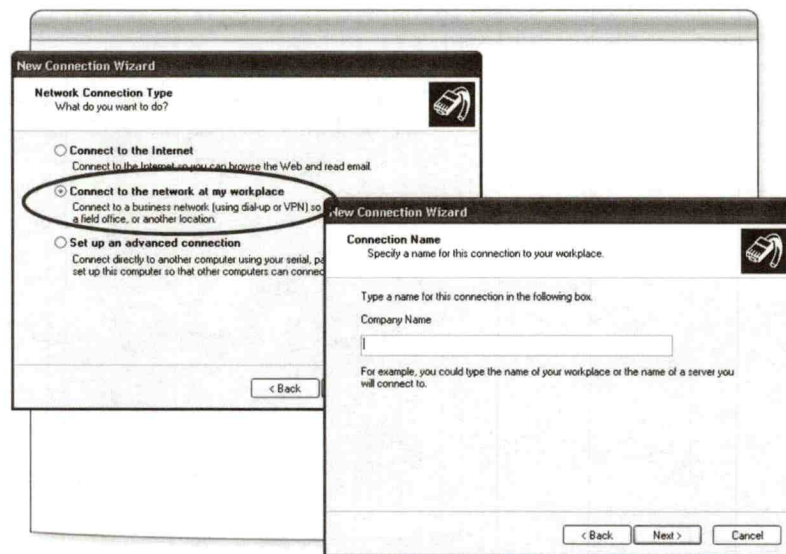 New Connection Wizard
Network Connection Type
What do you want to do?
Connect to the Internet
Connect to the Internet so you can browse the Web and read email.
Connect to the network at my workplace
Connect to a business network (using dial-up or VPN) so
a field office, or another location.
Set up an advanced connection
Connect directly to another computer using your serial, pa
set up this computer so that other computers can connec
< Back
New Connection Wizard
Connection Name
Specify a name for this connection to your workplace.
Type a name for this connection in the following box.
Company Name
For example, you could type the name of your workplace or the name of a server you
will connect to.
< Back
Next >
Cancel